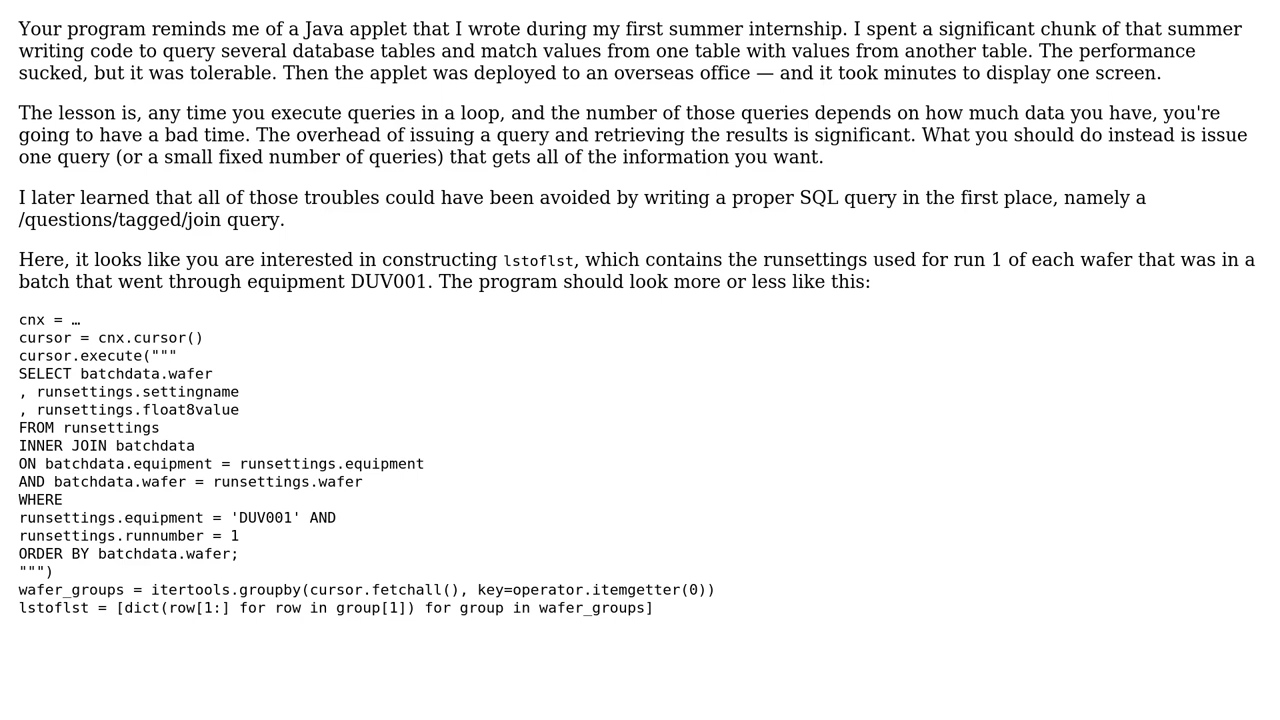 Your program reminds me of a Java applet that I wrote during my first summer internship. I spent a significant chunk of that summer
writing code to query several database tables and match values from one table with values from another table. The performance
sucked, but it was tolerable. Then the applet was deployed to an overseas office — and it took minutes to display one screen.
The lesson is, any time you execute queries in a loop, and the number of those queries depends on how much data you have, you're
going to have a bad time. The overhead of issuing a query and retrieving the results is significant. What you should do instead is issue
one query (or a small fixed number of queries) that gets all of the information you want.
I later learned that all of those troubles could have been avoided by writing a proper SQL query in the first place, namely a
/questions/tagged/join query.
Here, it looks like you are interested in constructing lstoflst, which contains the runsettings used for run 1 of each wafer that was in a
batch that went through equipment DUV001. The program should look more or less like this:
cnx = …
cursor = cnx.cursor()
cursor.execute("""
SELECT batchdata.wafer
, runsettings.settingname
, runsettings.float8value
FROM runsettings
INNER JOIN batchdata
ON batchdata.equipment = runsettings.equipment
AND batchdata.wafer = runsettings.wafer
WHERE
runsettings.equipment = 'DUV001' AND
runsettings.runnumber = 1
ORDER BY batchdata.wafer;
""")
wafer_groups = itertools.groupby(cursor.fetchall(), key=operator.itemgetter(0))
lstoflst = [dict(row[1:] for row in group[1]) for group in wafer_groups]